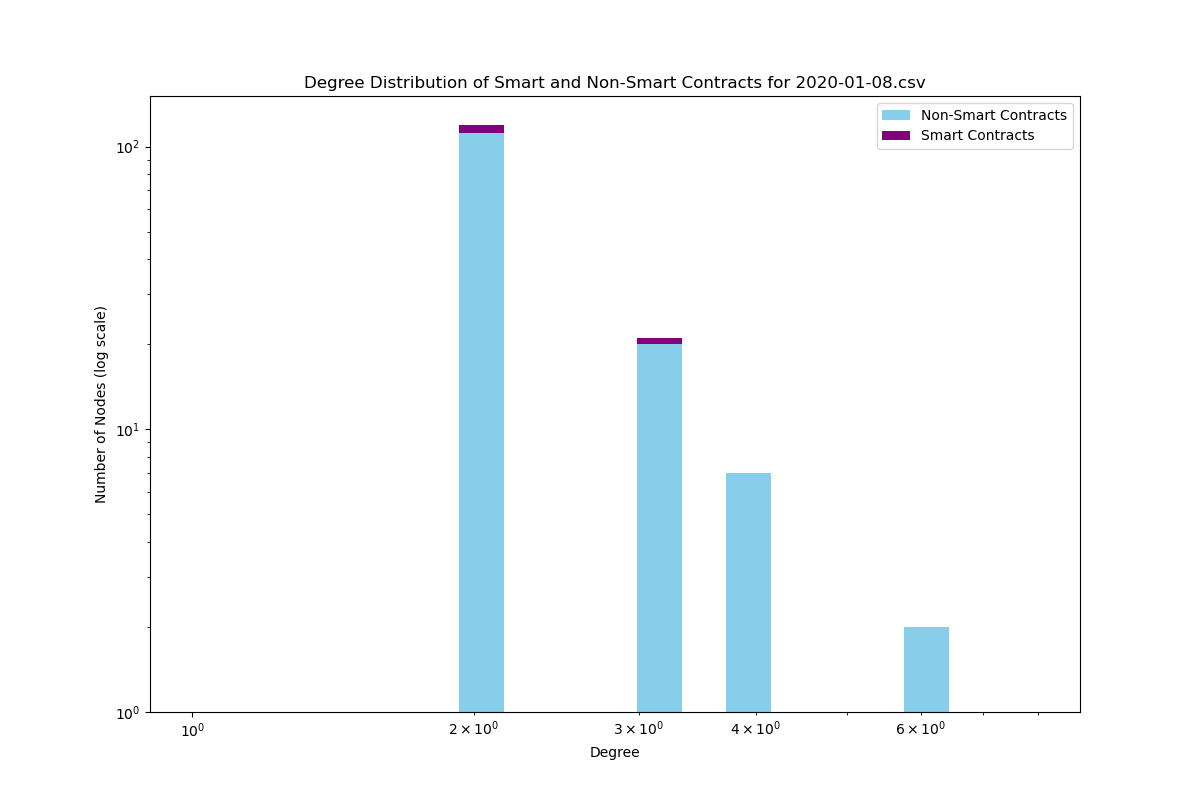 Degree Distribution of Smart and Non-Smart Contracts for 2020-01-08.csv
Non-Smart Contracts
Smart Contracts
Number of Nodes (log scale)
10²
10¹
10⁰
10⁰ 2 × 10⁰ 3 × 10⁰ 4 × 10⁰ 6 × 10⁰
Degree